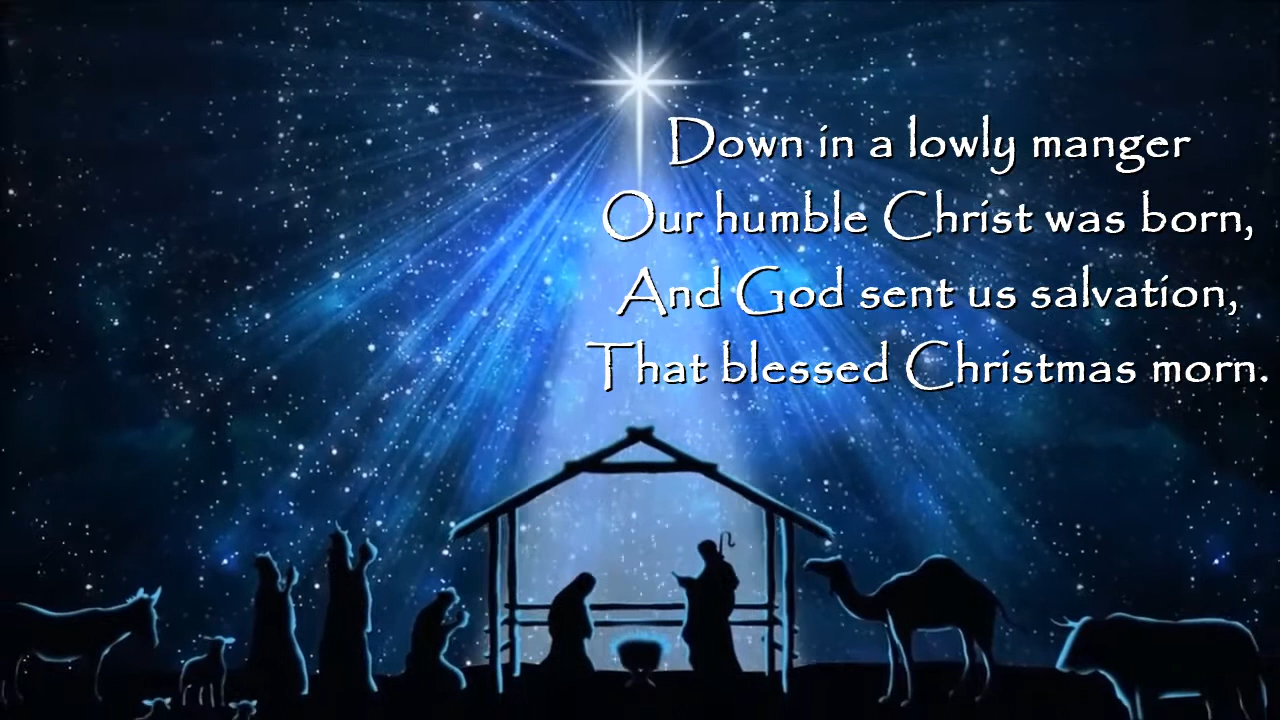 Down in a lowly manger
Our humble Christ was born,
And God sent us salvation,
That blessed Christmas morn.